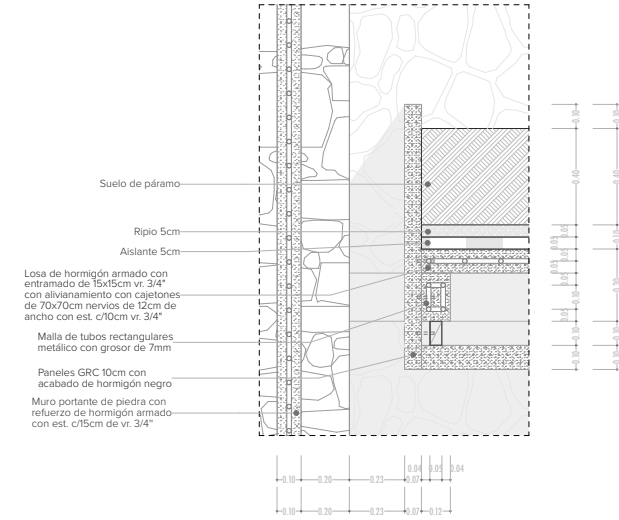 Suelo de páramo
Ripio 5cm
Aislante 5cm
Losa de hormigón armado con
entramado de 15x15cm vr. 3/4"
con alivianamiento con cajetones
de 70x70cm nervios de 12cm de
ancho con est. c/10cm vr. 3/4"
Malla de tubos rectangulares
metálico con grosor de 7mm
Paneles GRC 10cm con
acabado de hormigón negro
Muro portante de piedra con
refuerzo de hormigón armado
con est. c/15cm de vr. 3/4"
0.10
0.40
0.05
0.05
0.05
0.05
0.10
0.05
0.10
0.10
0.10
0.40
0.10
0.10
0.10
0.04 0.05 0.04
0.10 0.20 0.23 0.07
0.10 0.20 0.23 0.07 0.12